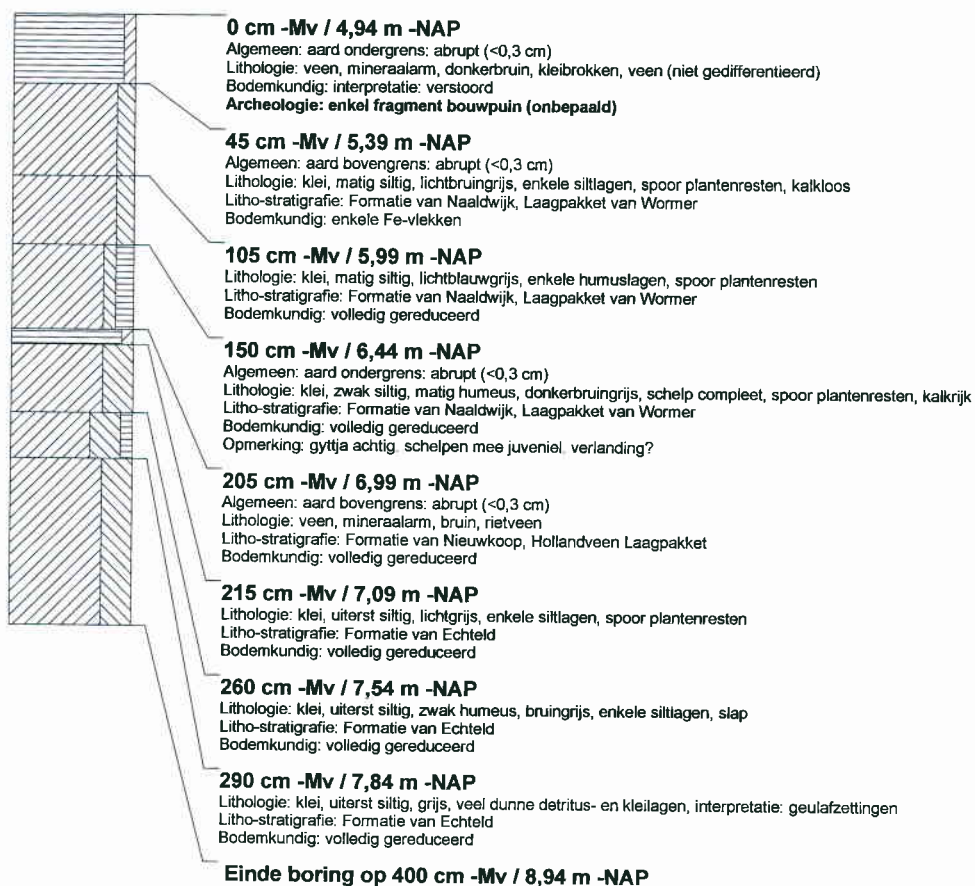 0 cm -Mv / 4,94 m -NAP
Algemeen: aard ondergrens: abrupt (<0,3 cm)
Lithologie: veen, mineraalarm, donkerbruin, kleibrokken, veen (niet gedifferentieerd)
Bodemkundig: interpretatie: verstoord
Archeologie: enkel fragment bouwpuin (onbepaald)
45 cm -Mv / 5,39 m -NAP
Algemeen: aard bovengrens: abrupt (<0,3 cm)
Lithologie: klei, matig siltig, lichtbruingrijs, enkele siltlagen, spoor plantenresten, kalkloos
Litho-stratigrafie: Formatie van Naaldwijk, Laagpakket van Wormer
Bodemkundig: enkele Fe-vlekken
105 cm -Mv / 5,99 m -NAP
Lithologie: klei, matig siltig, lichtblauwgrijs, enkele humuslagen, spoor plantenresten
Litho-stratigrafie: Formatie van Naaldwijk, Laagpakket van Wormer
Bodemkundig: volledig gereduceerd
150 cm -Mv / 6,44 m -NAP
Algemeen: aard ondergrens: abrupt (<0,3 cm)
Lithologie: klei, zwak siltig, matig humeus, donkerbruingrijs, schelp compleet, spoor plantenresten, kalkrijk
Litho-stratigrafie: Formatie van Naaldwijk, Laagpakket van Wormer
Bodemkundig: volledig gereduceerd
Opmerking: gyttja achtig, schelpen mee juveniel, verlanding?
205 cm -Mv / 6,99 m -NAP
Algemeen: aard bovengrens: abrupt (<0,3 cm)
Lithologie: veen, mineraalarm, bruin, rietveen
Litho-stratigrafie: Formatie van Nieuwkoop, Hollandveen Laagpakket
Bodemkundig: volledig gereduceerd
215 cm -Mv / 7,09 m -NAP
Lithologie: klei, uiterst siltig, lichtgrijs, enkele siltlagen, spoor plantenresten
Litho-stratigrafie: Formatie van Echteld
Bodemkundig: volledig gereduceerd
260 cm -Mv / 7,54 m -NAP
Lithologie: klei, uiterst siltig, zwak humeus, bruingrijs, enkele siltlagen, slap
Litho-stratigrafie: Formatie van Echteld
Bodemkundig: volledig gereduceerd
290 cm -Mv / 7,84 m -NAP
Lithologie: klei, uiterst siltig, grijs, veel dunne detritus- en kleilagen, interpretatie: geulafzettingen
Litho-stratigrafie: Formatie van Echteld
Bodemkundig: volledig gereduceerd
Einde boring op 400 cm -Mv / 8,94 m -NAP